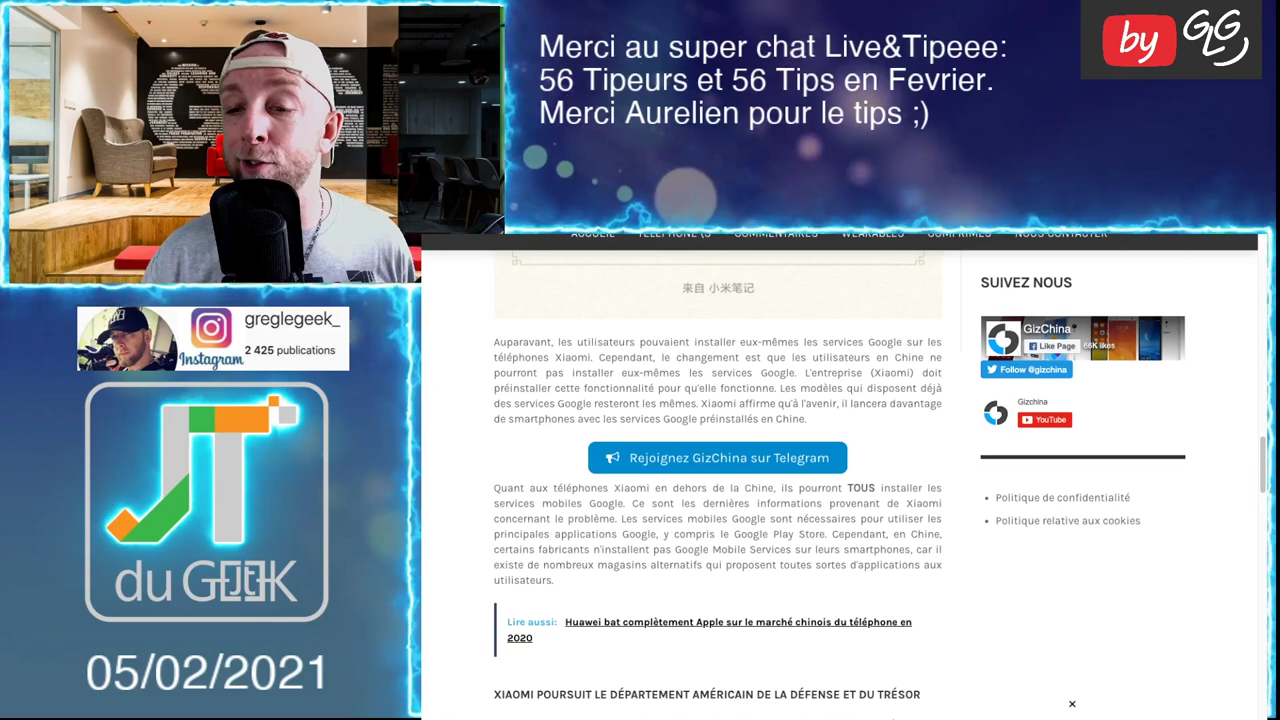 Merci au super chat Live&Tipeee:
56 Tipeurs et 56 Tips en Fevrier.
Merci Aurelien pour le tips ;)
by GLG
greglegeek_
2 425 publications
Instagram
JT
du GEEK
05/02/2021
ACCUEIL TÉLÉPHONE (S COMMENTAIRES WEARABLES COMPRIMÉS NOUS CONTACTER
来自 小米笔记
Auparavant, les utilisateurs pouvaient installer eux-mêmes les services Google sur les
téléphones Xiaomi. Cependant, le changement est que les utilisateurs en Chine ne
pourront pas installer eux-mêmes les services Google. L'entreprise (Xiaomi) doit
préinstaller cette fonctionnalité pour qu'elle fonctionne. Les modèles qui disposent déjà
des services Google resteront les mêmes. Xiaomi affirme qu'à l'avenir, il lancera davantage
de smartphones avec les services Google préinstallés en Chine.
Rejoignez GizChina sur Telegram
Quant aux téléphones Xiaomi en dehors de la Chine, ils pourront TOUS installer les
services mobiles Google. Ce sont les dernières informations provenant de Xiaomi
concernant le problème. Les services mobiles Google sont nécessaires pour utiliser les
principales applications Google, y compris le Google Play Store. Cependant, en Chine,
certains fabricants n'installent pas Google Mobile Services sur leurs smartphones, car il
existe de nombreux magasins alternatifs qui proposent toutes sortes d'applications aux
utilisateurs.
Lire aussi: Huawei bat complètement Apple sur le marché chinois du téléphone en
2020
XIAOMI POURSUIT LE DÉPARTEMENT AMÉRICAIN DE LA DÉFENSE ET DU TRÉSOR
SUIVEZ NOUS
GizChina
Like Page 66K likes
Follow @gizchina
Gizchina
YouTube
Politique de confidentialité
Politique relative aux cookies